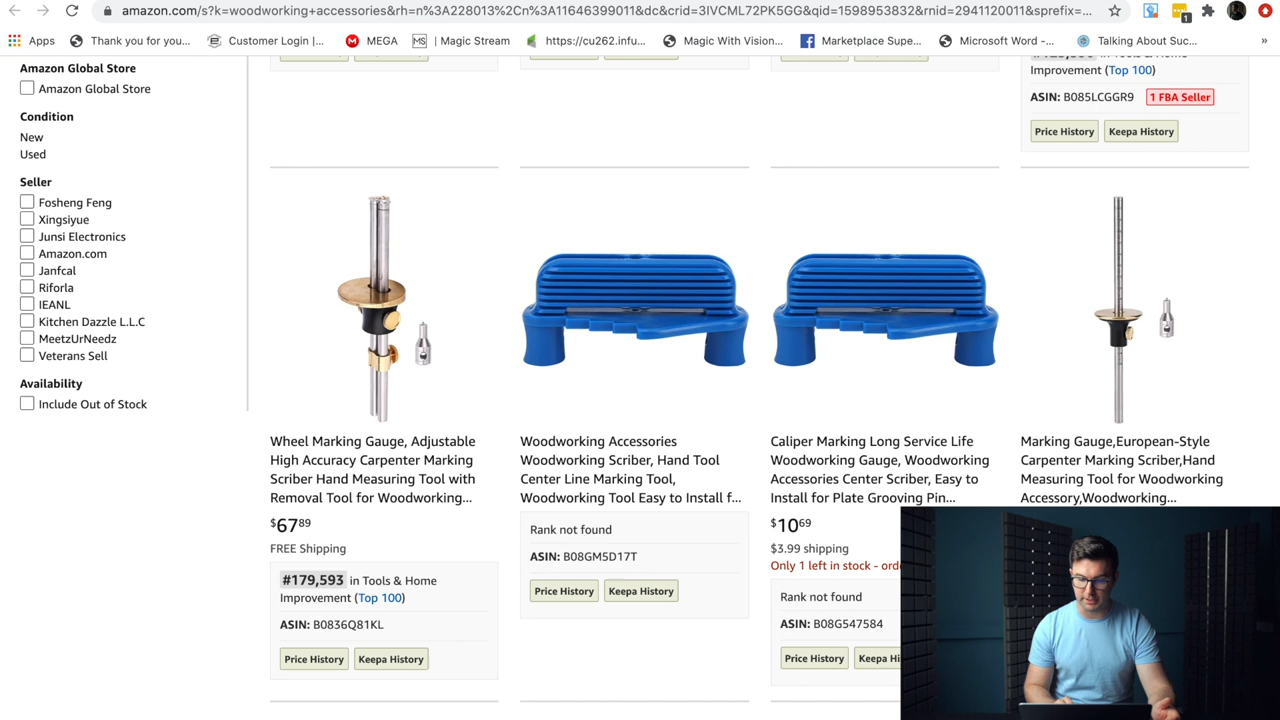 amazon.com/s?k=woodworking+accessories&rh=n%3A228013%2Cn%3A11646399011&dc&crid=3IVCML72PK5GG&qid=1598953832&rnid=2941120011&sprefix=...
1
Apps
Thank you for you...
Customer Login |...
MEGA
MS | Magic Stream
https://cu262.infu...
Magic With Vision...
Marketplace Supe...
Microsoft Word -...
Talking About Suc...
»
Amazon Global Store
Amazon Global Store
Condition
New
Used
Seller
Fosheng Feng
Xingsiyue
Junsi Electronics
Amazon.com
Janfcal
Riforla
IEANL
Kitchen Dazzle L.L.C
MeetzUrNeedz
Veterans Sell
Availability
Include Out of Stock
Improvement (Top 100)
ASIN: B085LCGGR9 1 FBA Seller
Price History Keepa History
Wheel Marking Gauge, Adjustable
High Accuracy Carpenter Marking
Scriber Hand Measuring Tool with
Removal Tool for Woodworking...
$67 89
FREE Shipping
#179,593 in Tools & Home
Improvement (Top 100)
ASIN: B0836Q81KL
Price History Keepa History
Woodworking Accessories
Woodworking Scriber, Hand Tool
Center Line Marking Tool,
Woodworking Tool Easy to Install f...
Rank not found
ASIN: B08GM5D17T
Price History Keepa History
Caliper Marking Long Service Life
Woodworking Gauge, Woodworking
Accessories Center Scriber, Easy to
Install for Plate Grooving Pin...
$10 69
$3.99 shipping
Only 1 left in stock - orde
Rank not found
ASIN: B08G547584
Price History Keepa Hi
Marking Gauge,European-Style
Carpenter Marking Scriber,Hand
Measuring Tool for Woodworking
Accessory,Woodworking...